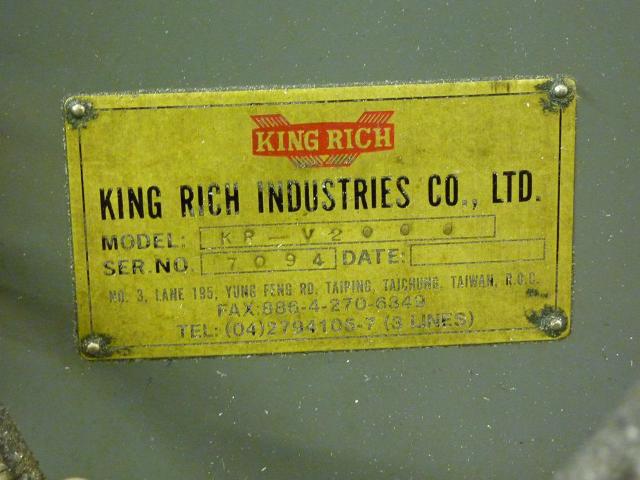 KING RICH
KING RICH INDUSTRIES CO., LTD.
MODEL: KR-V2000
SER.NO. 7094 DATE:
NO. 3, LANE 195, YUNG FENG RD, TAIPING, TAICHUNG, TAIWAN, R.O.C.
FAX:886-4-270-6349
TEL: (04)2794106-7 (3 LINES)